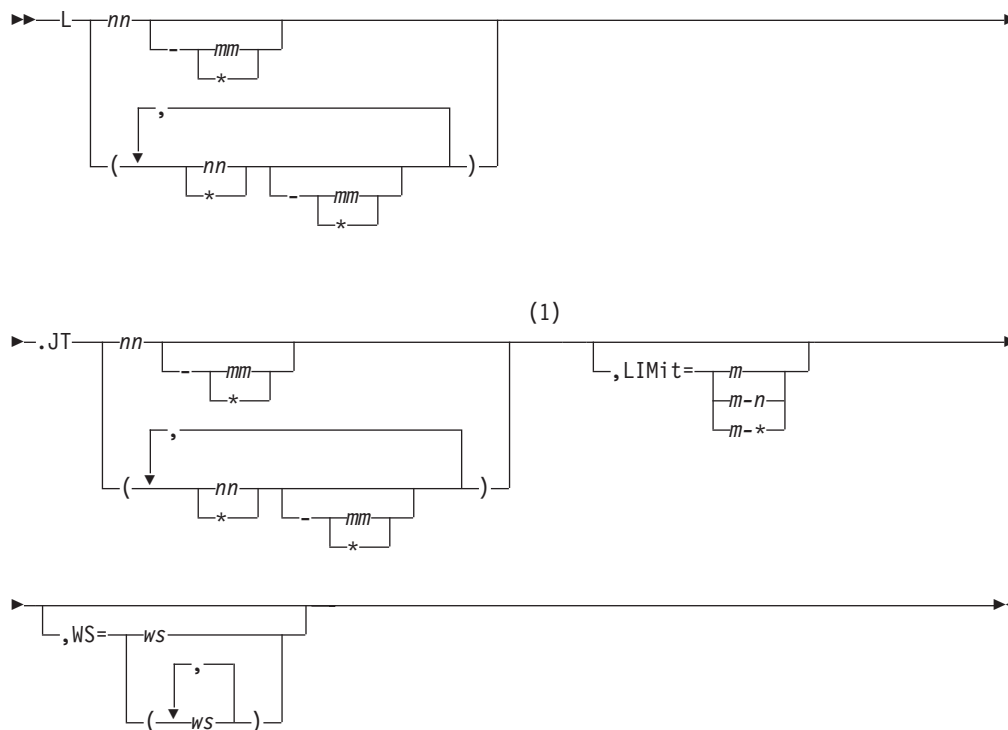 L nn
- mm
*
,
( nn )
* - mm
*
(1)
.JT nn
- mm ,LIMit= m
* m-n
, m-*
( nn )
* - mm
*
,WS= ws
,
( ws )